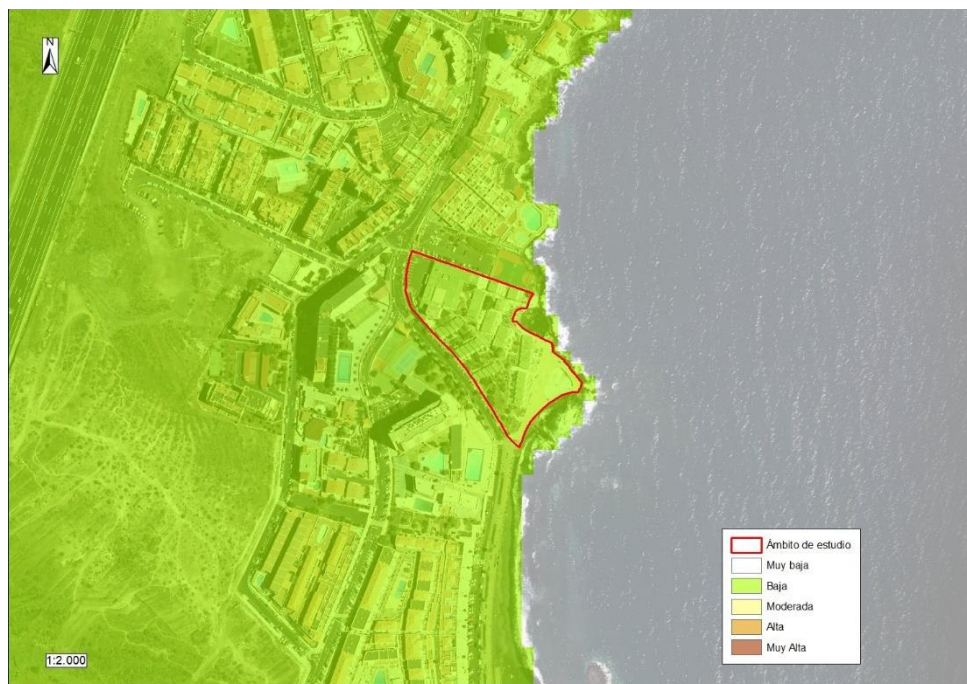 N
Ámbito de estudio
Muy baja
Baja
Moderada
Alta
Muy Alta
1:2.000